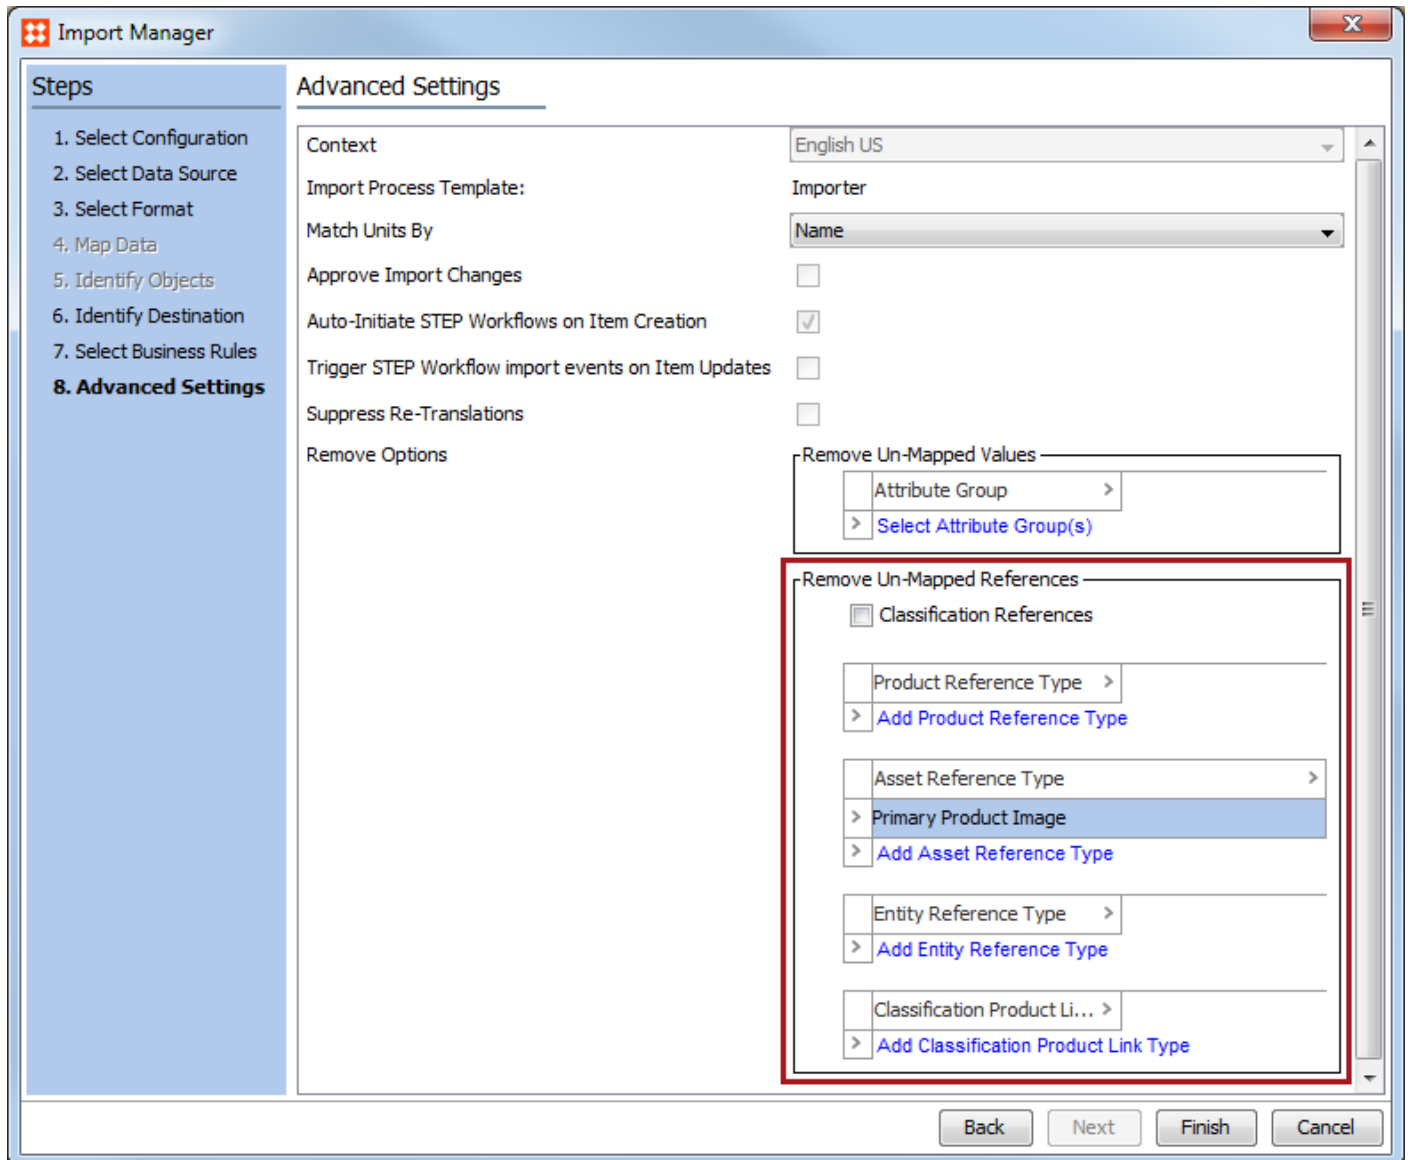 Import Manager
Steps
1. Select Configuration
2. Select Data Source
3. Select Format
4. Map Data
5. Identify Objects
6. Identify Destination
7. Select Business Rules
8. Advanced Settings
Advanced Settings
Context English US
Import Process Template: Importer
Match Units By Name
Approve Import Changes
Auto-Initiate STEP Workflows on Item Creation
Trigger STEP Workflow import events on Item Updates
Suppress Re-Translations
Remove Options
Remove Un-Mapped Values
Attribute Group >
> Select Attribute Group(s)
Remove Un-Mapped References
Classification References
Product Reference Type >
> Add Product Reference Type
Asset Reference Type >
> Primary Product Image
> Add Asset Reference Type
Entity Reference Type >
> Add Entity Reference Type
Classification Product Li... >
> Add Classification Product Link Type
Back Next Finish Cancel